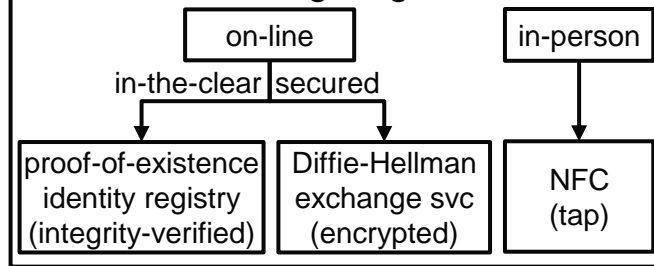 on-line
in-person
in-the-clear secured
proof-of-existence
identity registry
(integrity-verified)
Diffie-Hellman
exchange svc
(encrypted)
NFC
(tap)